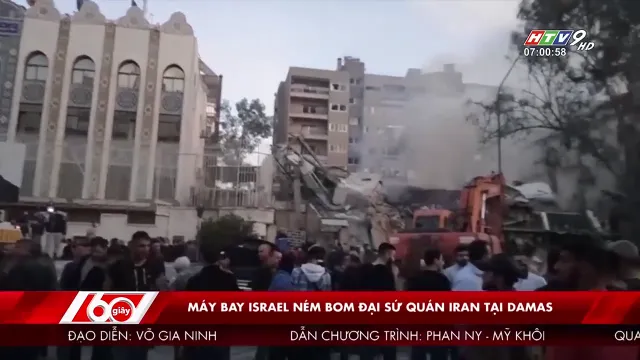 HTV9 HD
07:00:58
60 giây
MÁY BAY ISRAEL NÉM BOM ĐẠI SỨ QUÁN IRAN TẠI DAMAS
ĐẠO DIỄN: VÕ GIA NINH DẪN CHƯƠNG TRÌNH: PHAN NY - MỸ KHÔI QUA